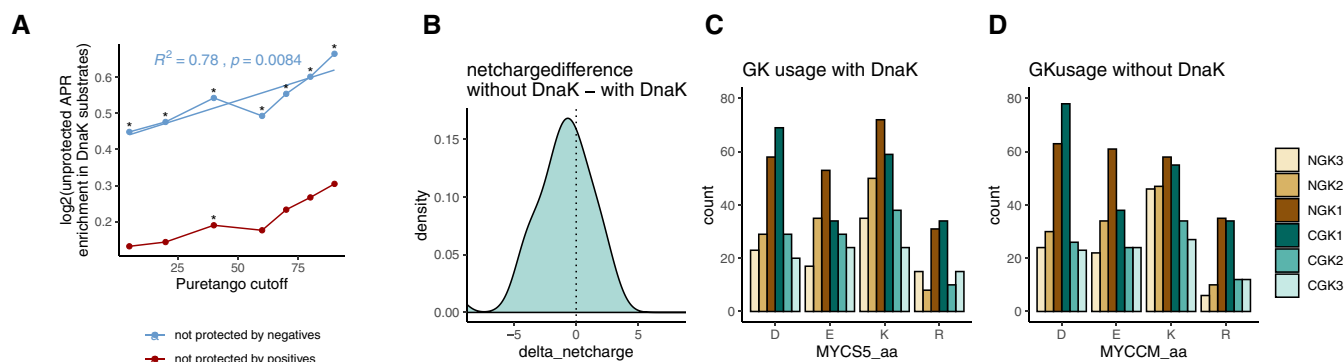 A
log2(unprotected APR
enrichment in DnaK substrates)
0.6
0.5
0.4
0.3
0.2
R² = 0.78 , p = 0.0084
*
*
*
*
*
*
*
*
25
50
75
Puretango cutoff
not protected by negatives
not protected by positives
B
netchargedifference
without DnaK − with DnaK
density
0.15
0.10
0.05
0.00
−5
0
5
delta_netcharge
C
GK usage with DnaK
count
80
60
40
20
0
D
E
K
R
MYCS5_aa
D
GKusage without DnaK
count
80
60
40
20
0
D
E
K
R
MYCCM_aa
NGK3
NGK2
NGK1
CGK1
CGK2
CGK3